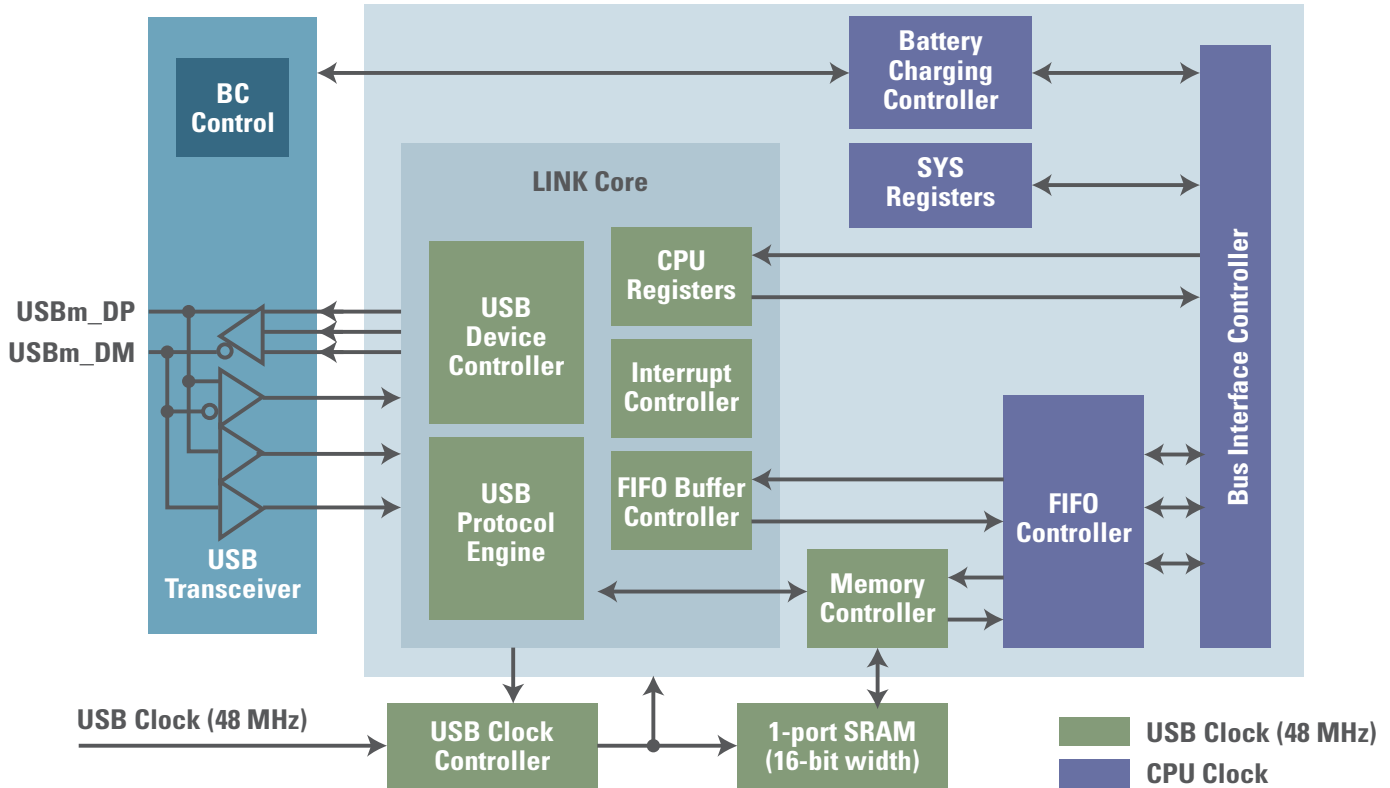 BC
Control
Battery
Charging
Controller
SYS
Registers
LINK Core
CPU
Registers
USB
Device
Controller
Interrupt
Controller
USBm_DP
USBm_DM
USB
Protocol
Engine
FIFO Buffer
Controller
FIFO
Controller
Bus Interface Controller
USB
Transceiver
Memory
Controller
USB Clock (48 MHz)
USB Clock
Controller
1-port SRAM
(16-bit width)
USB Clock (48 MHz)
CPU Clock